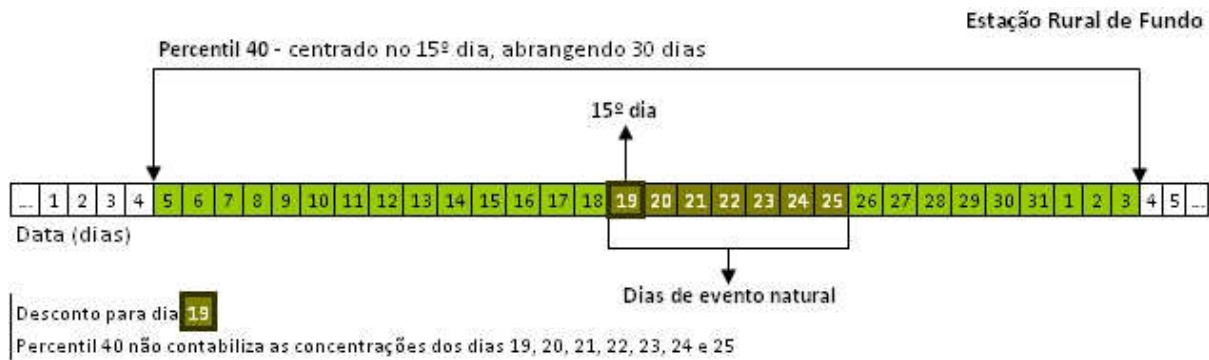 Estação Rural de Fundo
Percentil 40 - centrado no 15º dia, abrangendo 30 dias
15º dia
... 1 2 3 4 5 6 7 8 9 10 11 12 13 14 15 16 17 18 19 20 21 22 23 24 25 26 27 28 29 30 31 1 2 3 4 5 ...
Data (dias)
Dias de evento natural
Desconto para dia 19
Percentil 40 não contabiliza as concentrações dos dias 19, 20, 21, 22, 23, 24 e 25